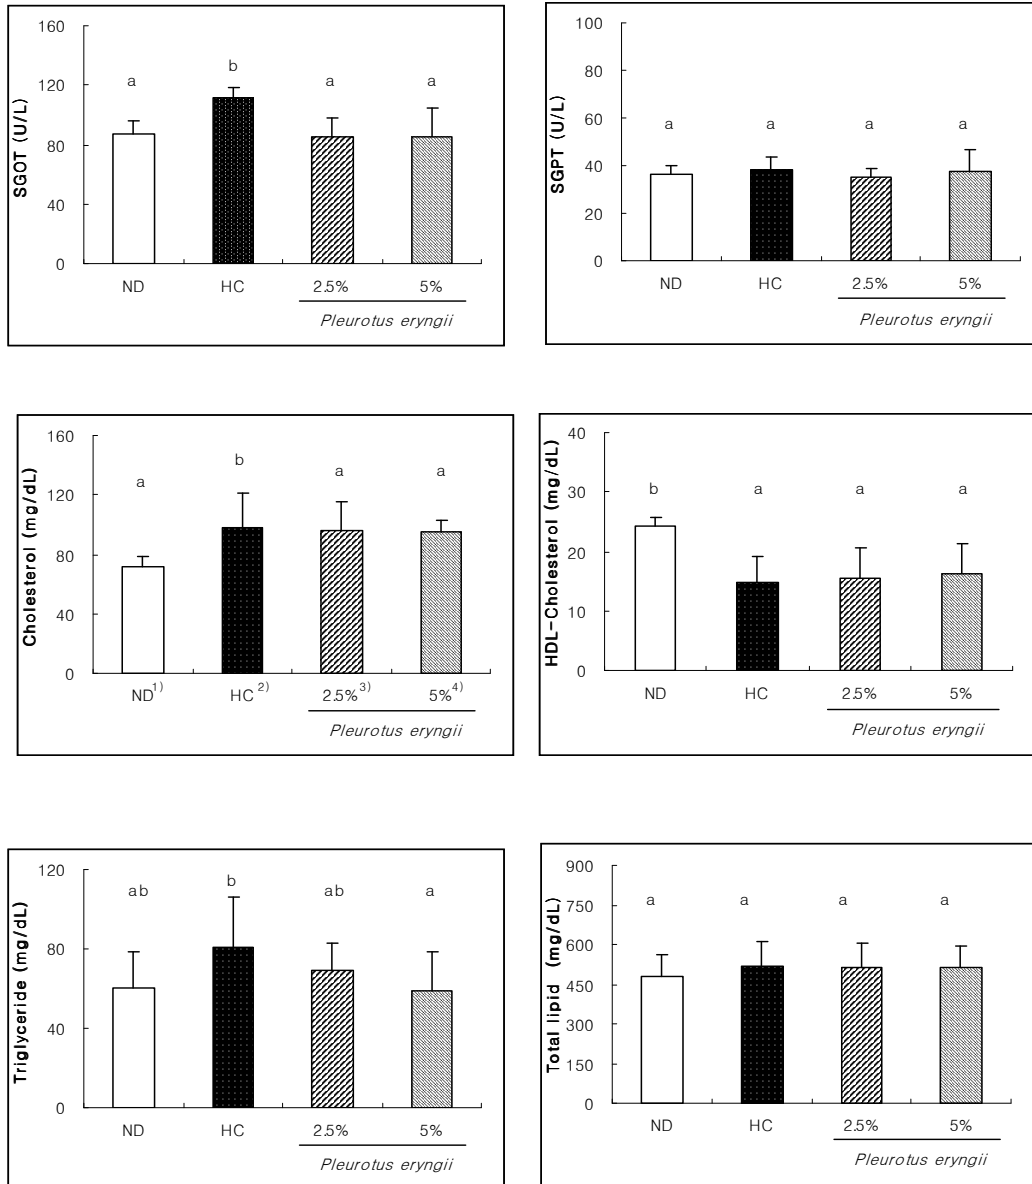 SGOT (U/L)
160
120
80
40
0
a
b
a
a
ND HC 2.5% 5%
Pleurotus eryngii
SGPT (U/L)
100
80
60
40
20
0
a a a a
ND HC 2.5% 5%
Pleurotus eryngii
Cholesterol (mg/dL)
160
120
80
40
0
a
b
a
a
ND1) HC2) 2.5%3) 5%4)
Pleurotus eryngii
HDL-Cholesterol (mg/dL)
40
30
20
10
0
b a a a
ND HC 2.5% 5%
Pleurotus eryngii
Triglyceride (mg/dL)
120
80
40
0
ab b ab a
ND HC 2.5% 5%
Pleurotus eryngii
Total lipid (mg/dL)
900
750
600
450
300
150
0
a a a a
ND HC 2.5% 5%
Pleurotus eryngii